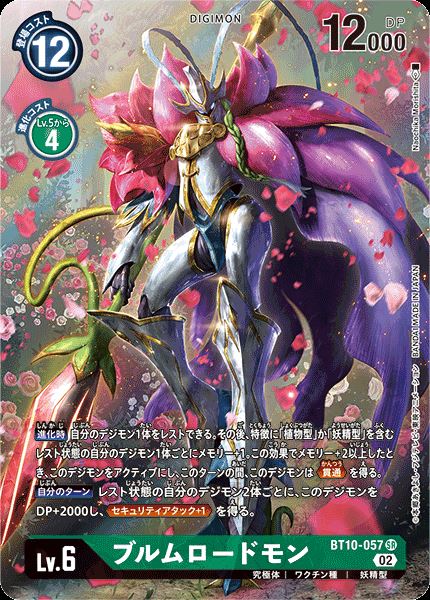 登場コスト
12
DIGIMON
DP
12000
進化コスト
Lv.5から
4
Naochika Morishita
BANDAI MADE IN JAPAN
進化時 自分のデジモン1体をレストできる。その後、特徴に「植物型」か「妖精型」を含む
レスト状態の自分のデジモン1体ごとにメモリー+1。この効果でメモリー+2以上したと
き、このデジモンをアクティブにし、このターンの間、このデジモンは 貫通 を得る。
自分のターン レスト状態の自分のデジモン2体ごとに、このデジモンを
DP+2000し、セキュリティアタック+1 を得る。
Lv.6
ブルムロードモン
BT10-057 SR
02
究極体 | ワクチン種 | 妖精型